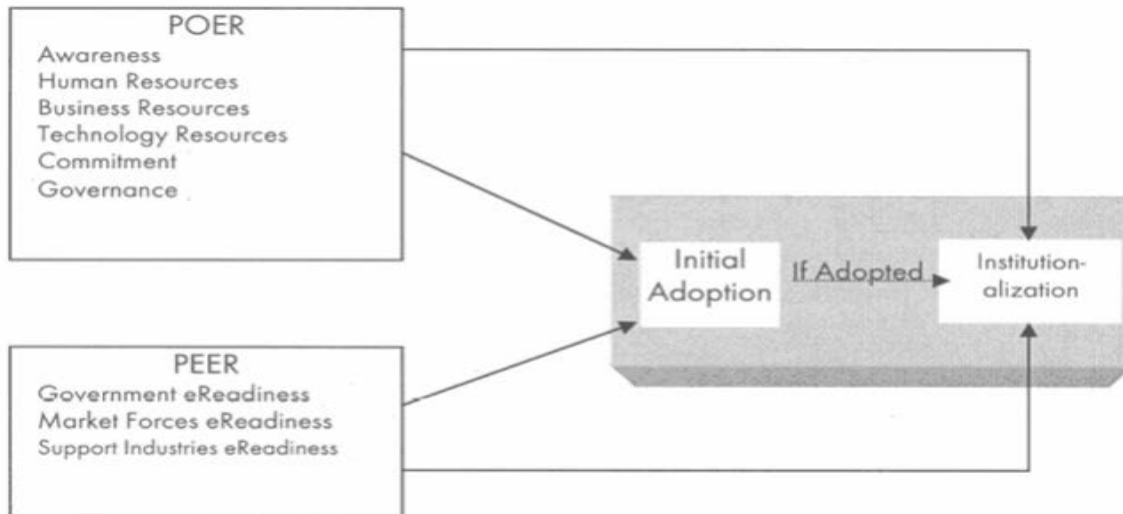 POER
Awareness
Human Resources
Business Resources
Technology Resources
Commitment
Governance
Initial
Adoption
If Adopted
Institution-
alization
PEER
Government eReadiness
Market Forces eReadiness
Support Industries eReadiness